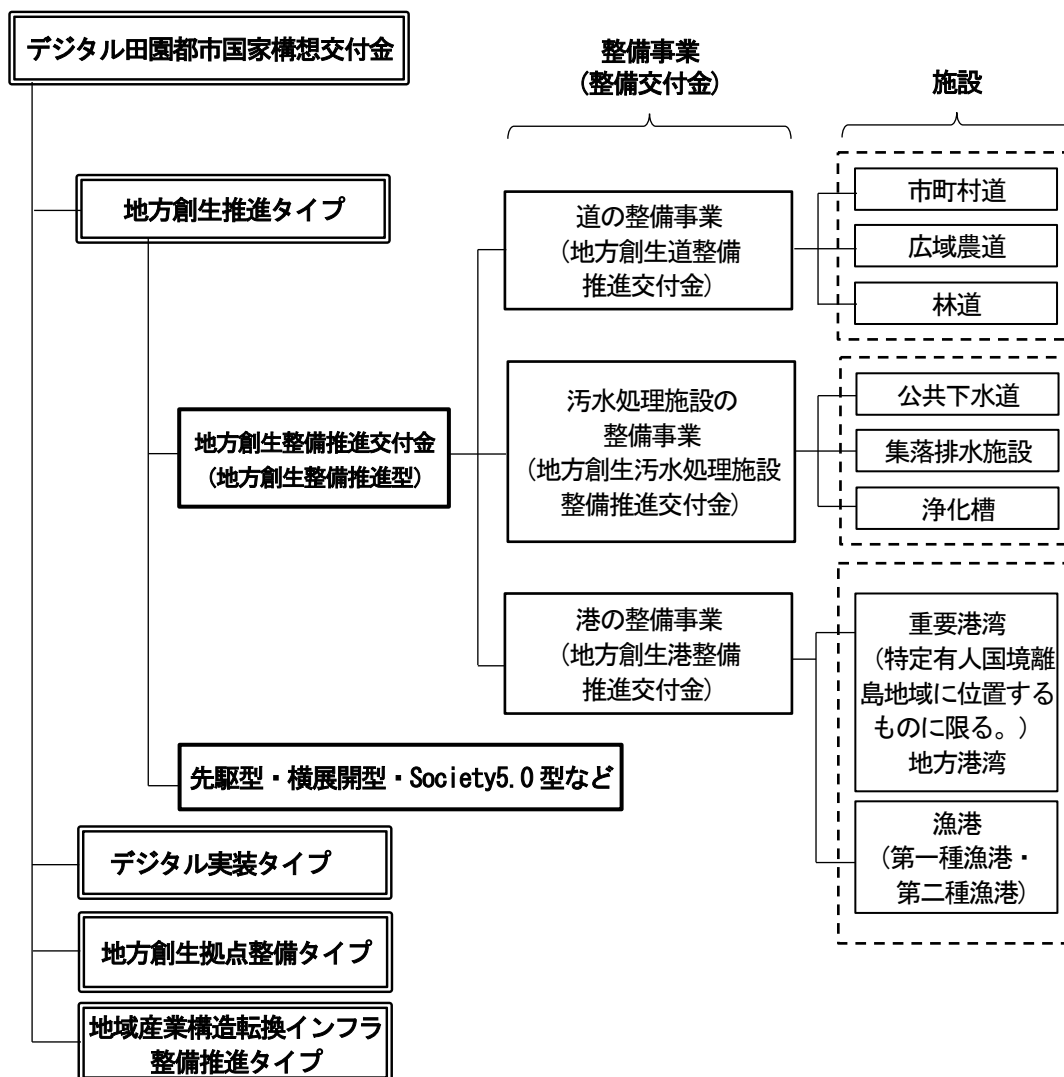 デジタル田園都市国家構想交付金
整備事業
(整備交付金)
施設
地方創生推進タイプ
道の整備事業
(地方創生道整備
推進交付金)
市町村道
広域農道
林道
地方創生整備推進交付金
(地方創生整備推進型)
汚水処理施設の
整備事業
(地方創生汚水処理施設
整備推進交付金)
公共下水道
集落排水施設
浄化槽
港の整備事業
(地方創生港整備
推進交付金)
重要港湾
(特定有人国境離
島地域に位置する
ものに限る。)
地方港湾
漁港
(第一種漁港・
第二種漁港)
先駆型・横展開型・Society5.0型など
デジタル実装タイプ
地方創生拠点整備タイプ
地域産業構造転換インフラ
整備推進タイプ